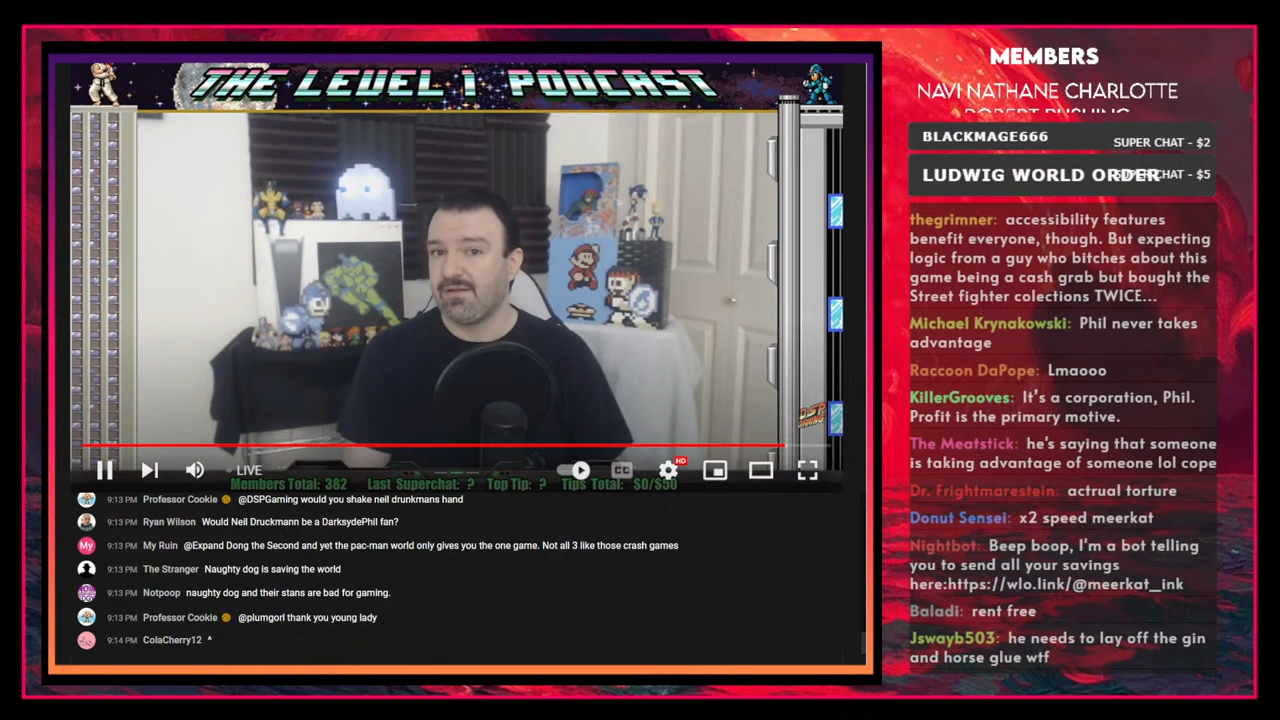 THE LEVEL 1 PODCAST
DSP GAMING
LIVE
CC
HD
Members Total: 382 Last Superchat: ? Top Tip: ? Tips Total: $0/$50
9:13 PM Professor Cookie @DSPGaming would you shake neil drunkmans hand
9:13 PM Ryan Wilson Would Neil Druckmann be a DarksydePhil fan?
My 9:13 PM My Ruin @Expand Dong the Second and yet the pac-man world only gives you the one game. Not all 3 like those crash games
9:13 PM The Stranger Naughty dog is saving the world
9:13 PM Notpoop naughty dog and their stans are bad for gaming.
9:13 PM Professor Cookie @plumgorl thank you young lady
9:14 PM ColaCherry12 ^
MEMBERS
NAVI NATHANE CHARLOTTE
BLACKMAGE666 SUPER CHAT - $2
LUDWIG WORLD ORDER SUPER CHAT - $5
thegrimner: accessibility features
benefit everyone, though. But expecting
logic from a guy who bitches about this
game being a cash grab but bought the
Street fighter colections TWICE...
Michael Krynakowski: Phil never takes
advantage
Raccoon DaPope: Lmaooo
KillerGrooves: It's a corporation, Phil.
Profit is the primary motive.
The Meatstick: he's saying that someone
is taking advantage of someone lol cope
Dr. Frightmarestein: actrual torture
Donut Sensei: x2 speed meerkat
Nightbot: Beep boop, I'm a bot telling
you to send all your savings
here:https://wlo.link/@meerkat_ink
Baladi: rent free
Jswayb503: he needs to lay off the gin
and horse glue wtf